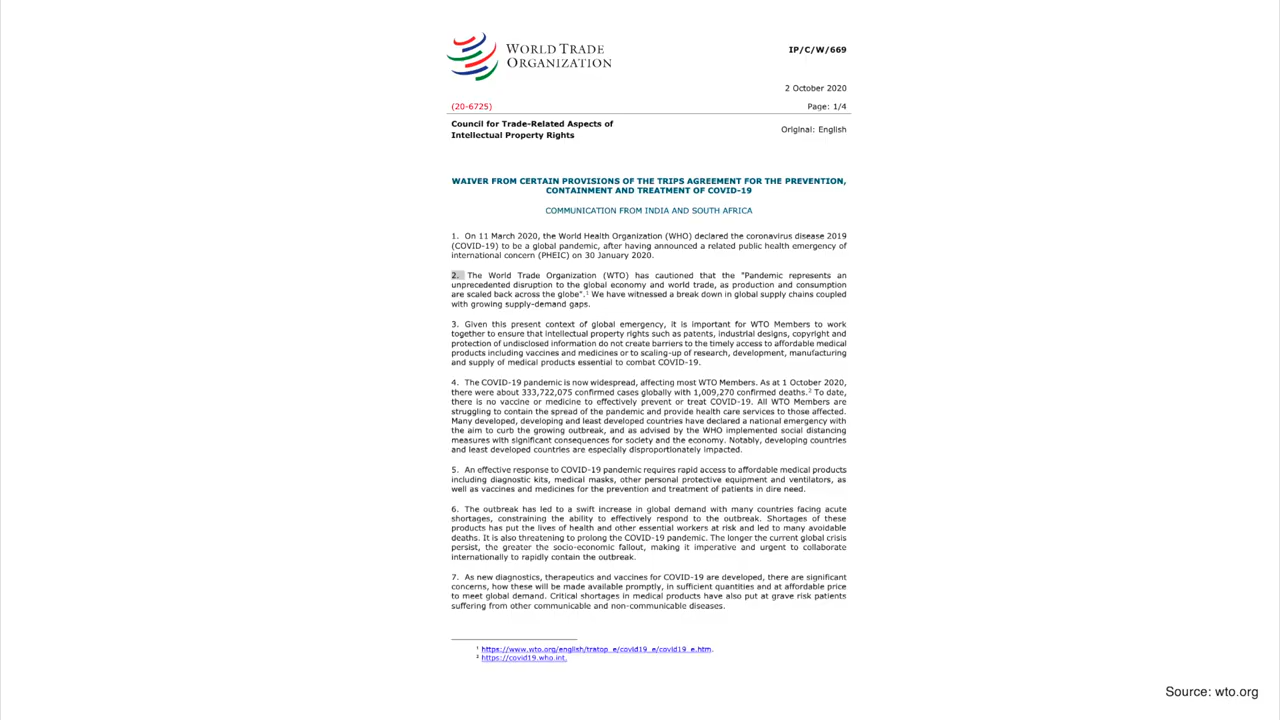 WORLD TRADE
ORGANIZATION
IP/C/W/669
2 October 2020
(20-6725)
Page: 1/4
Council for Trade-Related Aspects of
Intellectual Property Rights
Original: English
WAIVER FROM CERTAIN PROVISIONS OF THE TRIPS AGREEMENT FOR THE PREVENTION,
CONTAINMENT AND TREATMENT OF COVID-19
COMMUNICATION FROM INDIA AND SOUTH AFRICA
1. On 11 March 2020, the World Health Organization (WHO) declared the coronavirus disease 2019
(COVID-19) to be a global pandemic, after having announced a related public health emergency of
international concern (PHEIC) on 30 January 2020.
2. The World Trade Organization (WTO) has cautioned that the "Pandemic represents an
unprecedented disruption to the global economy and world trade, as production and consumption
are scaled back across the globe".1 We have witnessed a break down in global supply chains coupled
with growing supply-demand gaps.
3. Given this present context of global emergency, it is important for WTO Members to work
together to ensure that intellectual property rights such as patents, industrial designs, copyright and
protection of undisclosed information do not create barriers to the timely access to affordable medical
products including vaccines and medicines or to scaling-up of research, development, manufacturing
and supply of medical products essential to combat COVID-19.
4. The COVID-19 pandemic is now widespread, affecting most WTO Members. As at 1 October 2020,
there were about 333,722,075 confirmed cases globally with 1,009,270 confirmed deaths.2 To date,
there is no vaccine or medicine to effectively prevent or treat COVID-19. All WTO Members are
struggling to contain the spread of the pandemic and provide health care services to those affected.
Many developed, developing and least developed countries have declared a national emergency with
the aim to curb the growing outbreak, and as advised by the WHO implemented social distancing
measures with significant consequences for society and the economy. Notably, developing countries
and least developed countries are especially disproportionately impacted.
5. An effective response to COVID-19 pandemic requires rapid access to affordable medical products
including diagnostic kits, medical masks, other personal protective equipment and ventilators, as
well as vaccines and medicines for the prevention and treatment of patients in dire need.
6. The outbreak has led to a swift increase in global demand with many countries facing acute
shortages, constraining the ability to effectively respond to the outbreak. Shortages of these
products has put the lives of health and other essential workers at risk and led to many avoidable
deaths. It is also threatening to prolong the COVID-19 pandemic. The longer the current global crisis
persist, the greater the socio-economic fallout, making it imperative and urgent to collaborate
internationally to rapidly contain the outbreak.
7. As new diagnostics, therapeutics and vaccines for COVID-19 are developed, there are significant
concerns, how these will be made available promptly, in sufficient quantities and at affordable price
to meet global demand. Critical shortages in medical products have also put at grave risk patients
suffering from other communicable and non-communicable diseases.
1 https://www.wto.org/english/tratop_e/covid19_e/covid19_e.htm.
2 https://covid19.who.int.
Source: wto.org